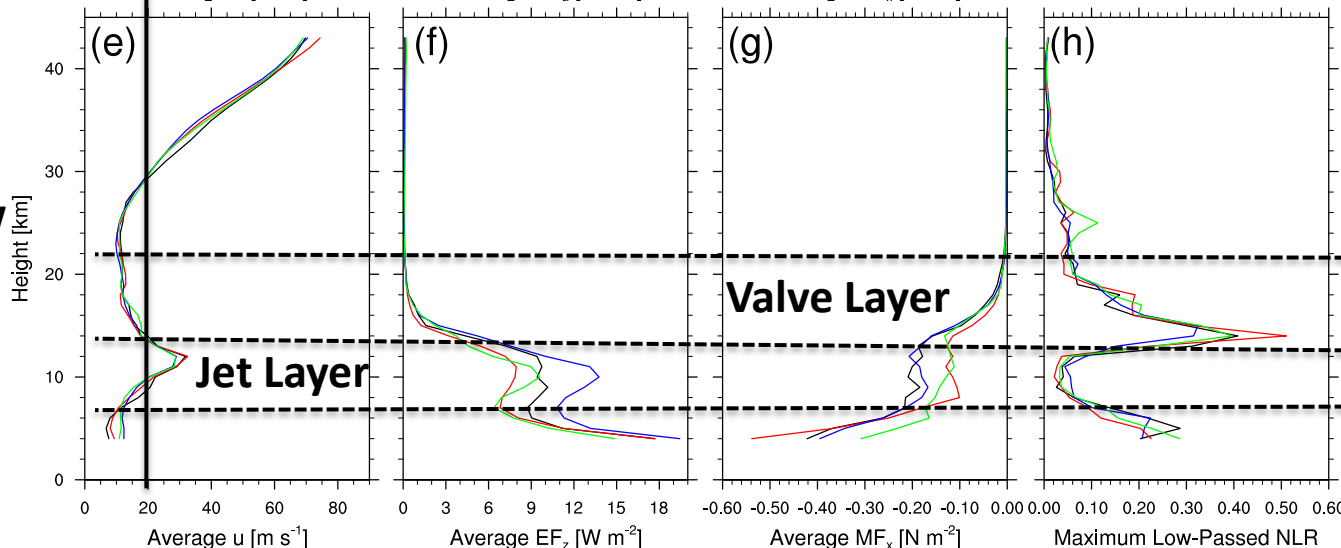 (e) (f) (g) (h)
Height [km]
40
30
20
10
0
Valve Layer
Jet Layer
0 20 40 60 80
0 3 6 9 12 15 18
-0.60 -0.50 -0.40 -0.30 -0.20 -0.10 0.00
0.00 0.10 0.20 0.30 0.40 0.50 0.60
Average u [m s⁻¹]
Average EF_z [W m⁻²]
Average MF_x [N m⁻²]
Maximum Low-Passed NLR